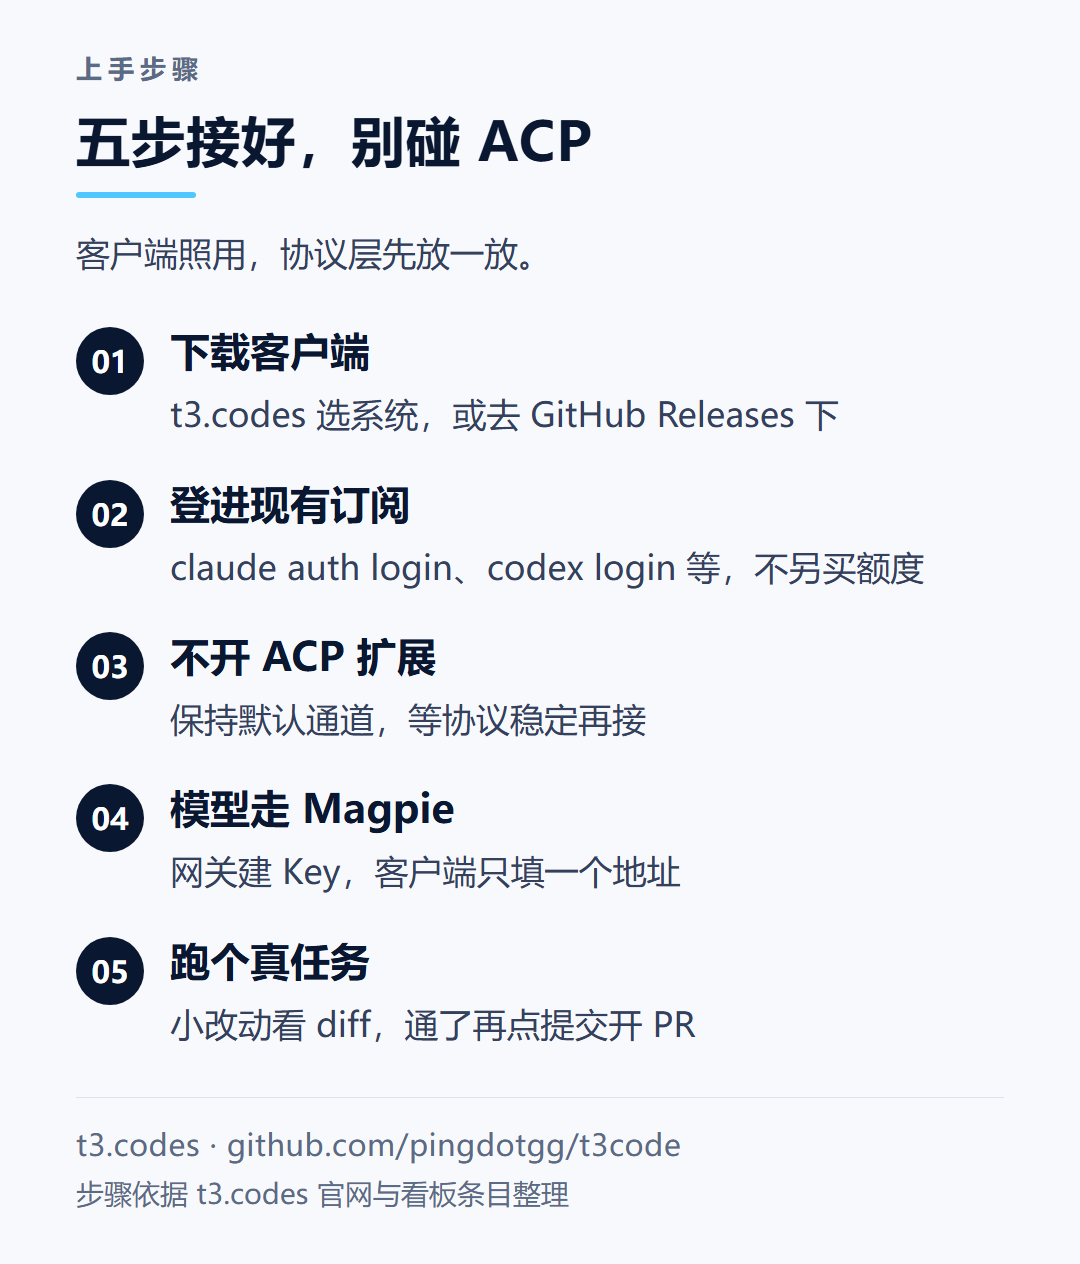 上手步骤
五步接好，别碰 ACP
客户端照用，协议层先放一放。
01
下载客户端
t3.codes 选系统，或去 GitHub Releases 下
02
登进现有订阅
claude auth login、codex login 等，不另买额度
03
不开 ACP 扩展
保持默认通道，等协议稳定再接
04
模型走 Magpie
网关建 Key，客户端只填一个地址
05
跑个真任务
小改动看 diff，通了再点提交开 PR
t3.codes · github.com/pingdotgg/t3code
步骤依据 t3.codes 官网与看板条目整理